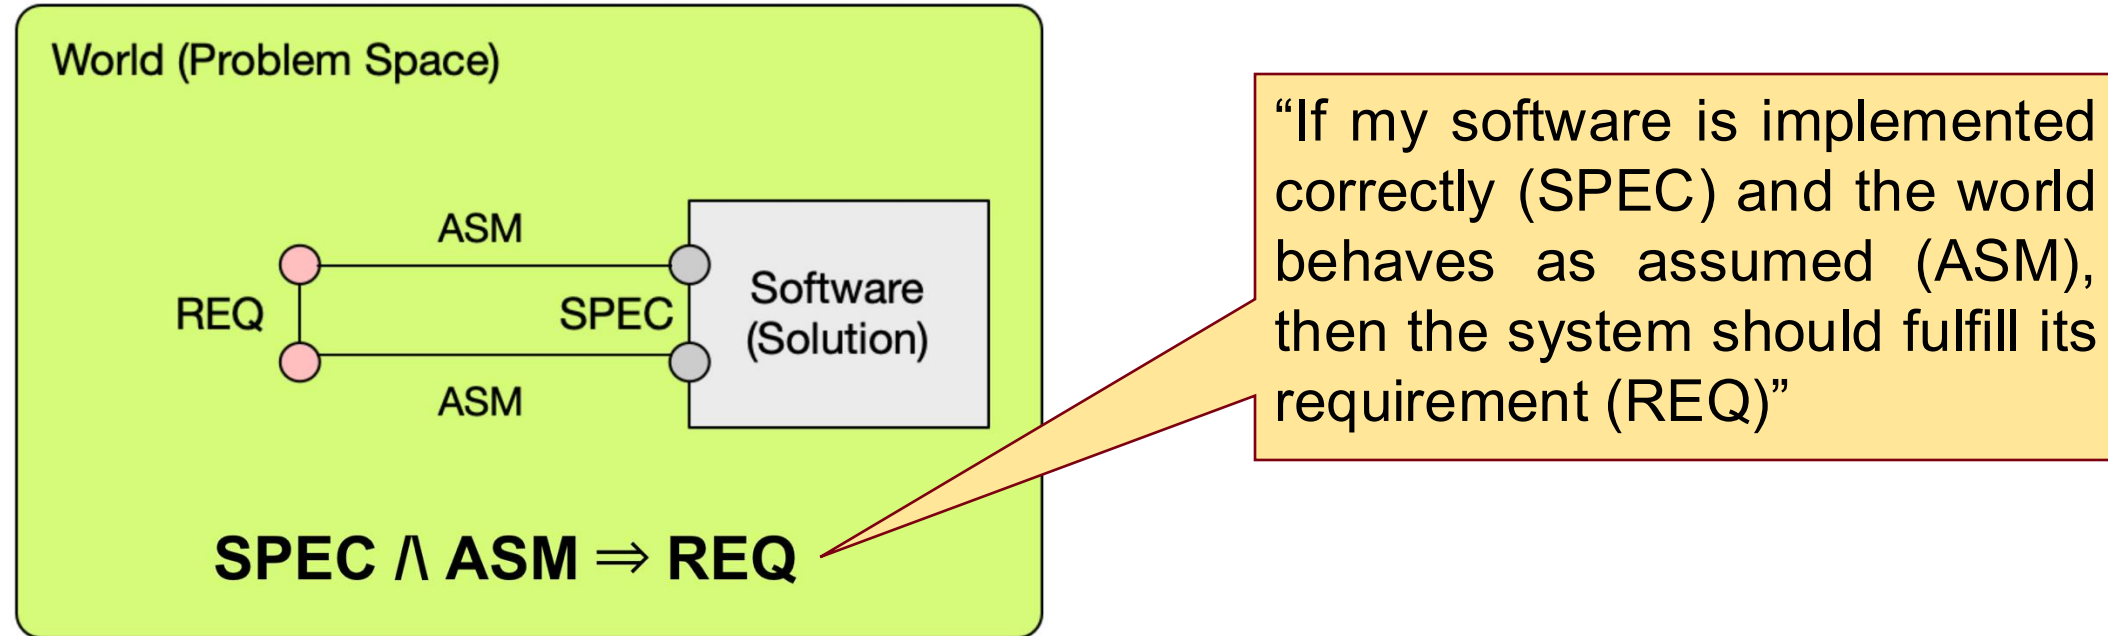 World (Problem Space)
ASM
REQ
SPEC
Software
(Solution)
ASM
SPEC /\ ASM ⇒ REQ
“If my software is implemented
correctly (SPEC) and the world
behaves as assumed (ASM),
then the system should fulfill its
requirement (REQ)”